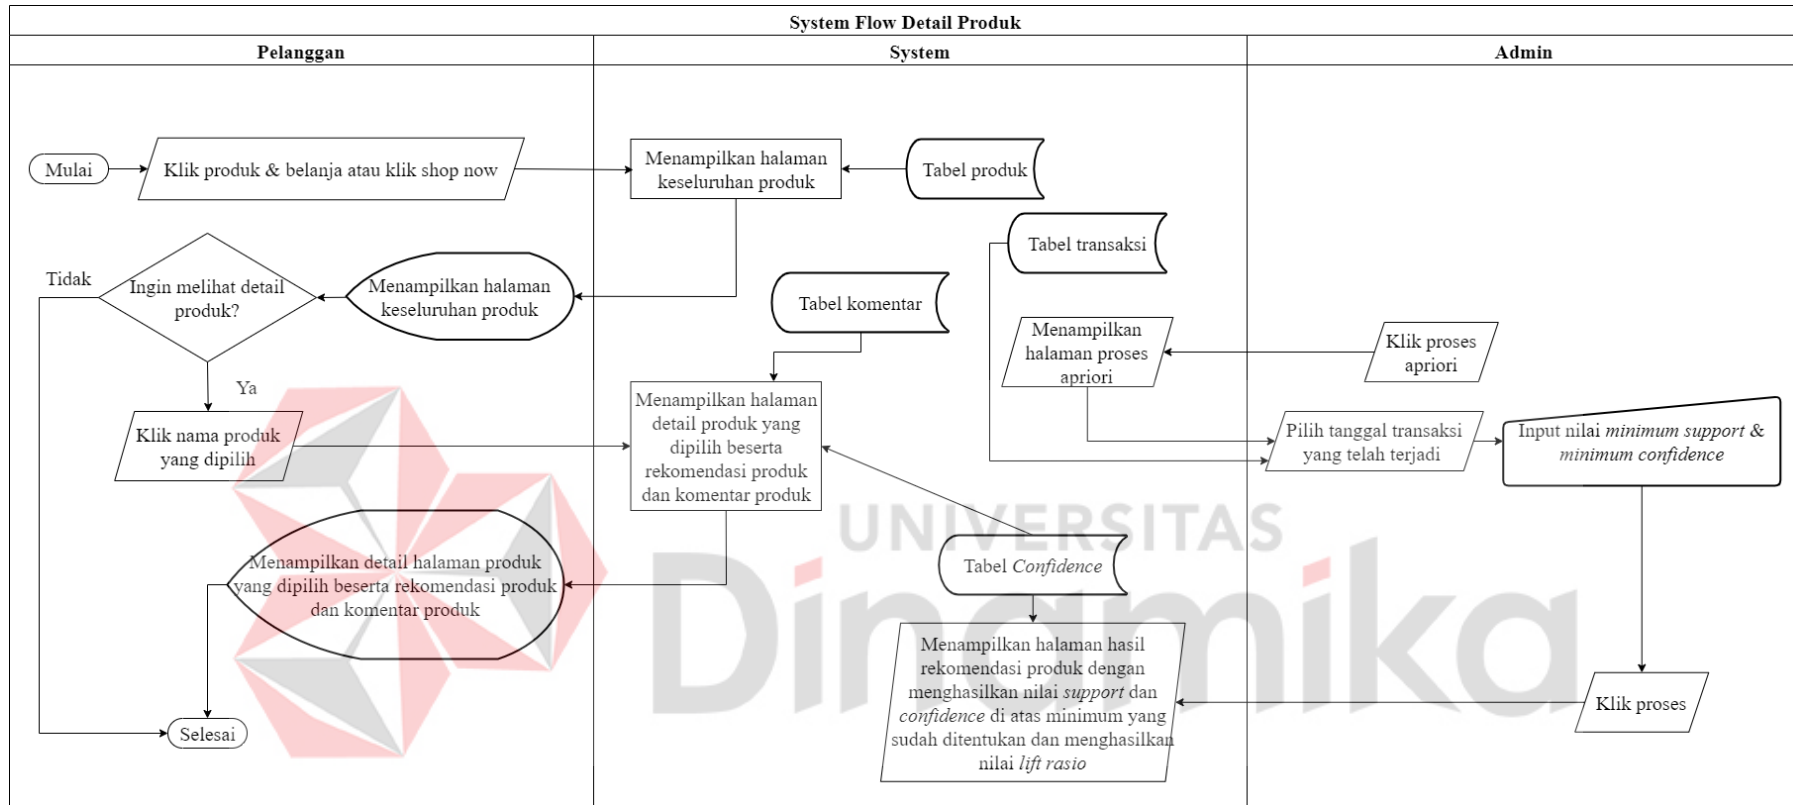 System Flow Detail Produk
Pelanggan
System
Admin
Mulai
Klik produk & belanja atau klik shop now
Menampilkan halaman
keseluruhan produk
Tabel produk
Tabel transaksi
Tidak
Ingin melihat detail
produk?
Menampilkan halaman
keseluruhan produk
Tabel komentar
Menampilkan
halaman proses
apriori
Klik proses
apriori
Ya
Klik nama produk
yang dipilih
Menampilkan halaman
detail produk yang
dipilih beserta
rekomendasi produk
dan komentar produk
Pilih tanggal transaksi
yang telah terjadi
Input nilai minimum support &
minimum confidence
UNIVERSITAS
Dinamika
Menampilkan detail halaman produk
yang dipilih beserta rekomendasi produk
dan komentar produk
Tabel Confidence
Menampilkan halaman hasil
rekomendasi produk dengan
menghasilkan nilai support dan
confidence di atas minimum yang
sudah ditentukan dan menghasilkan
nilai lift rasio
Klik proses
Selesai